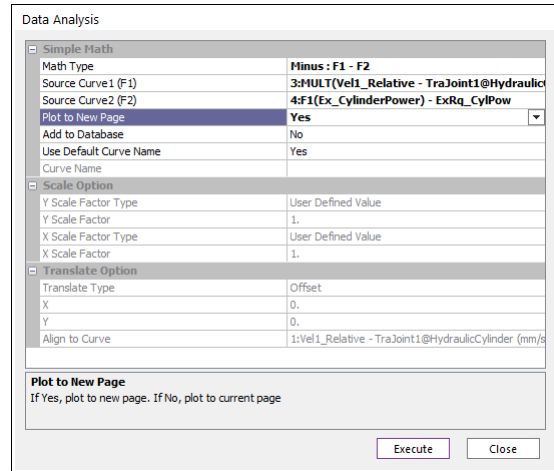 Data Analysis
Simple Math
Math Type Minus : F1 - F2
Source Curve1 (F1) 3:MULT(Vel1_Relative - TraJoint1@Hydraulic
Source Curve2 (F2) 4:F1(Ex_CylinderPower) - ExRq_CylPow
Plot to New Page Yes
Add to Database No
Use Default Curve Name Yes
Curve Name
Scale Option
Y Scale Factor Type User Defined Value
Y Scale Factor 1.
X Scale Factor Type User Defined Value
X Scale Factor 1.
Translate Option
Translate Type Offset
X 0.
Y 0.
Align to Curve 1:Vel1_Relative - TraJoint1@HydraulicCylinder (mm/s
Plot to New Page
If Yes, plot to new page. If No, plot to current page
Execute Close